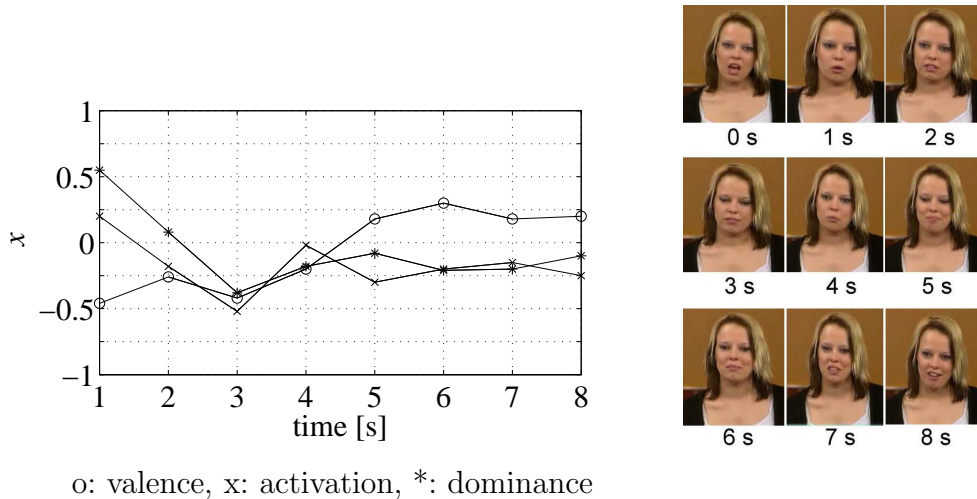 1
0.5
0
−0.5
−1
x
1 2 3 4 5 6 7 8
time [s]
o: valence, x: activation, *: dominance
0 s 1 s 2 s
3 s 4 s 5 s
6 s 7 s 8 s